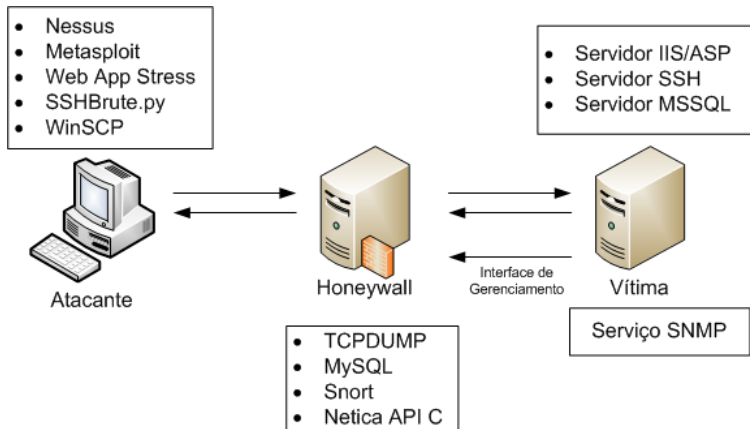 • Nessus
• Metasploit
• Web App Stress
• SSHBrute.py
• WinSCP
• Servidor IIS/ASP
• Servidor SSH
• Servidor MSSQL
Atacante
Honeywall
Interface de
Gerenciamento
Vítima
Serviço SNMP
• TCPDUMP
• MySQL
• Snort
• Netica API C